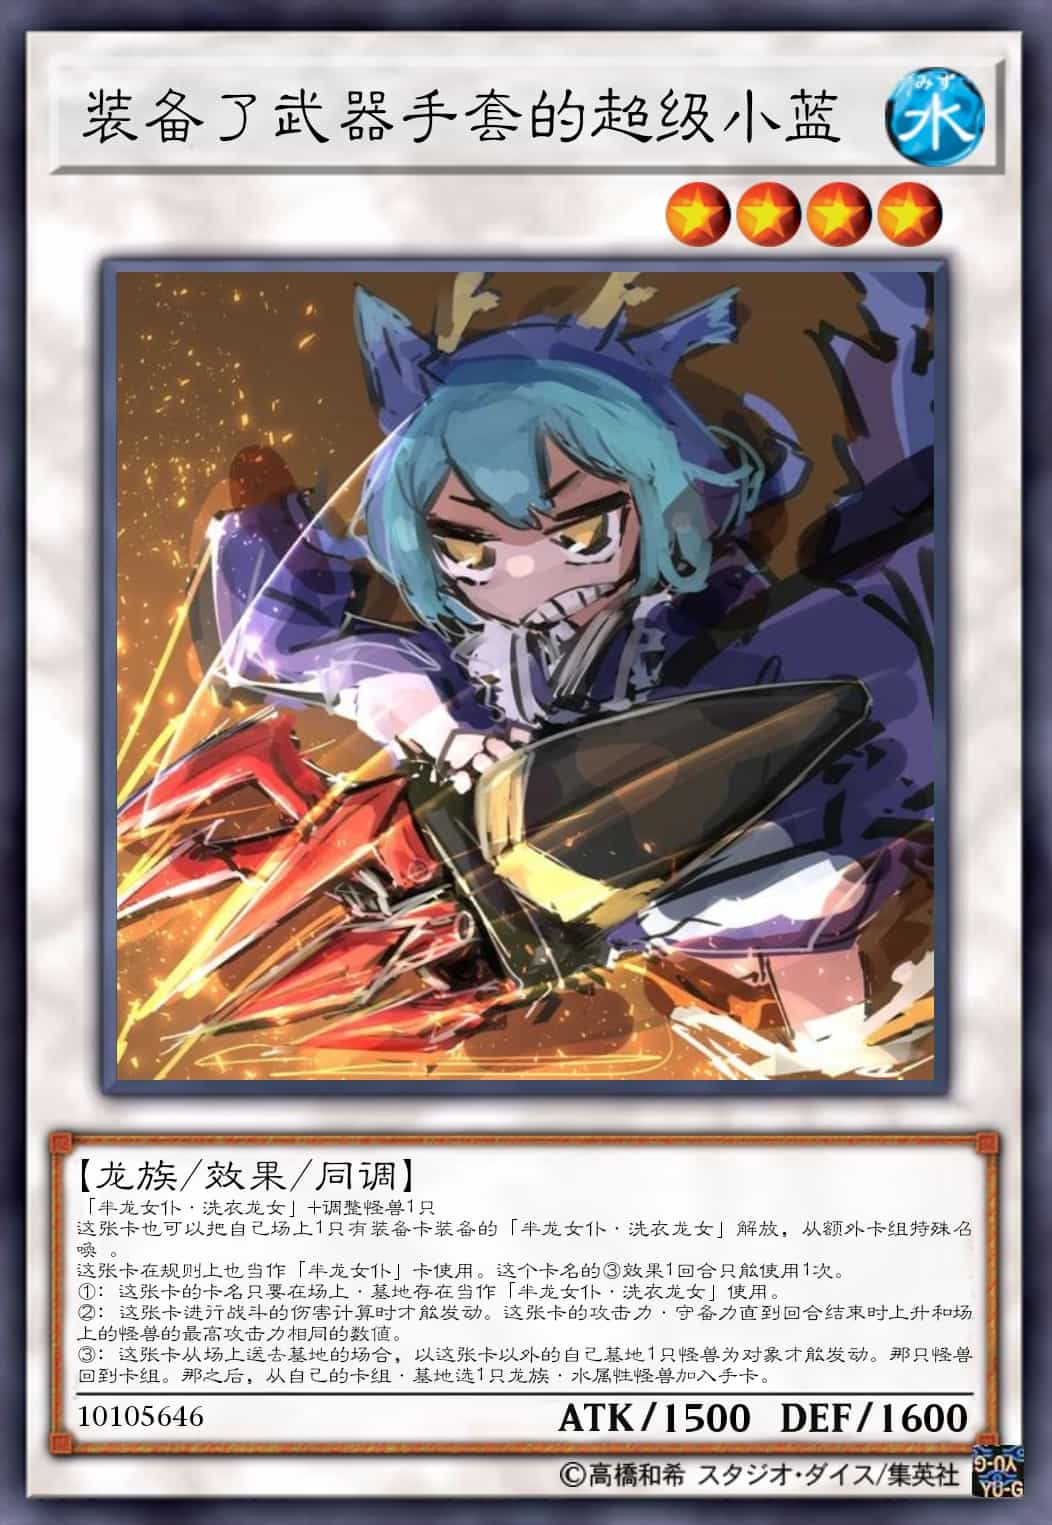 装备了武器手套的超级小蓝
みず
水
【龙族/效果/同调】
「半龙女仆·洗衣龙女」+调整怪兽1只
这张卡也可以把自己场上1只有装备卡装备的「半龙女仆·洗衣龙女」解放，从额外卡组特殊召
唤 。
这张卡在规则上也当作「半龙女仆」卡使用。这个卡名的③效果1回合只能使用1次。
①：这张卡的卡名只要在场上·墓地存在当作「半龙女仆·洗衣龙女」使用。
②：这张卡进行战斗的伤害计算时才能发动。这张卡的攻击力·守备力直到回合结束时上升和场
上的怪兽的最高攻击力相同的数值。
③：这张卡从场上送去墓地的场合，以这张卡以外的自己墓地1只怪兽为对象才能发动。那只怪兽
回到卡组。那之后，从自己的卡组·墓地选1只龙族·水属性怪兽加入手卡。
10105646 ATK/1500 DEF/1600
©高橋和希 スタジオ·ダイス/集英社
YU-G